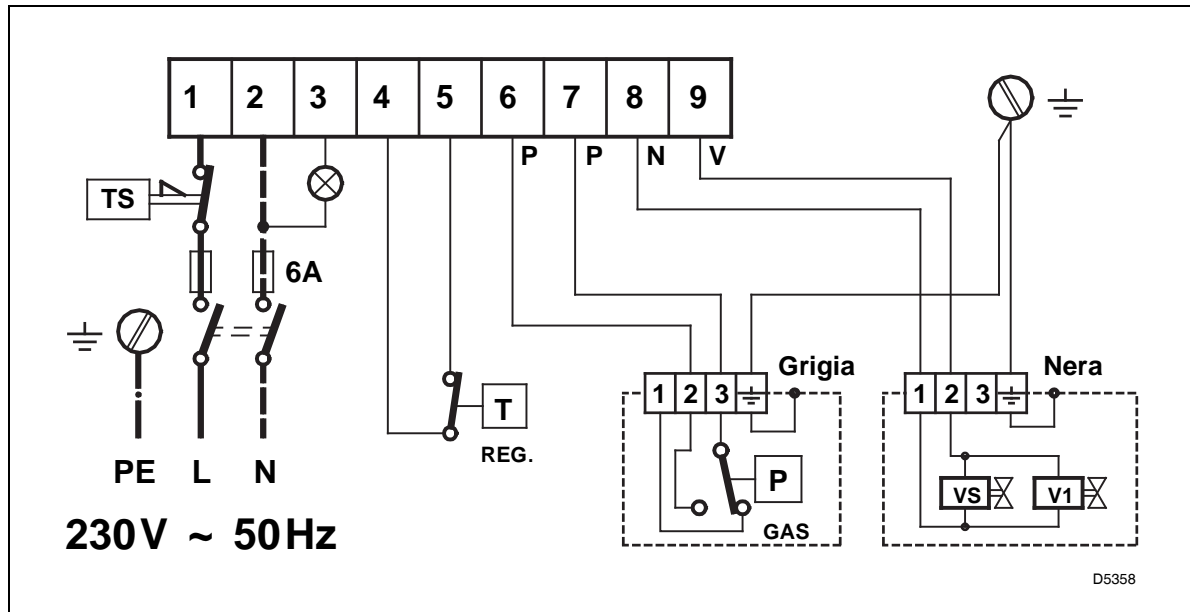 1 2 3 4 5 6 7 8 9
P P N V
TS
6A
Grigia Nera
1 2 3
1 2 3
T
REG.
P
GAS
VS V1
PE L N
230V ~ 50Hz
D5358